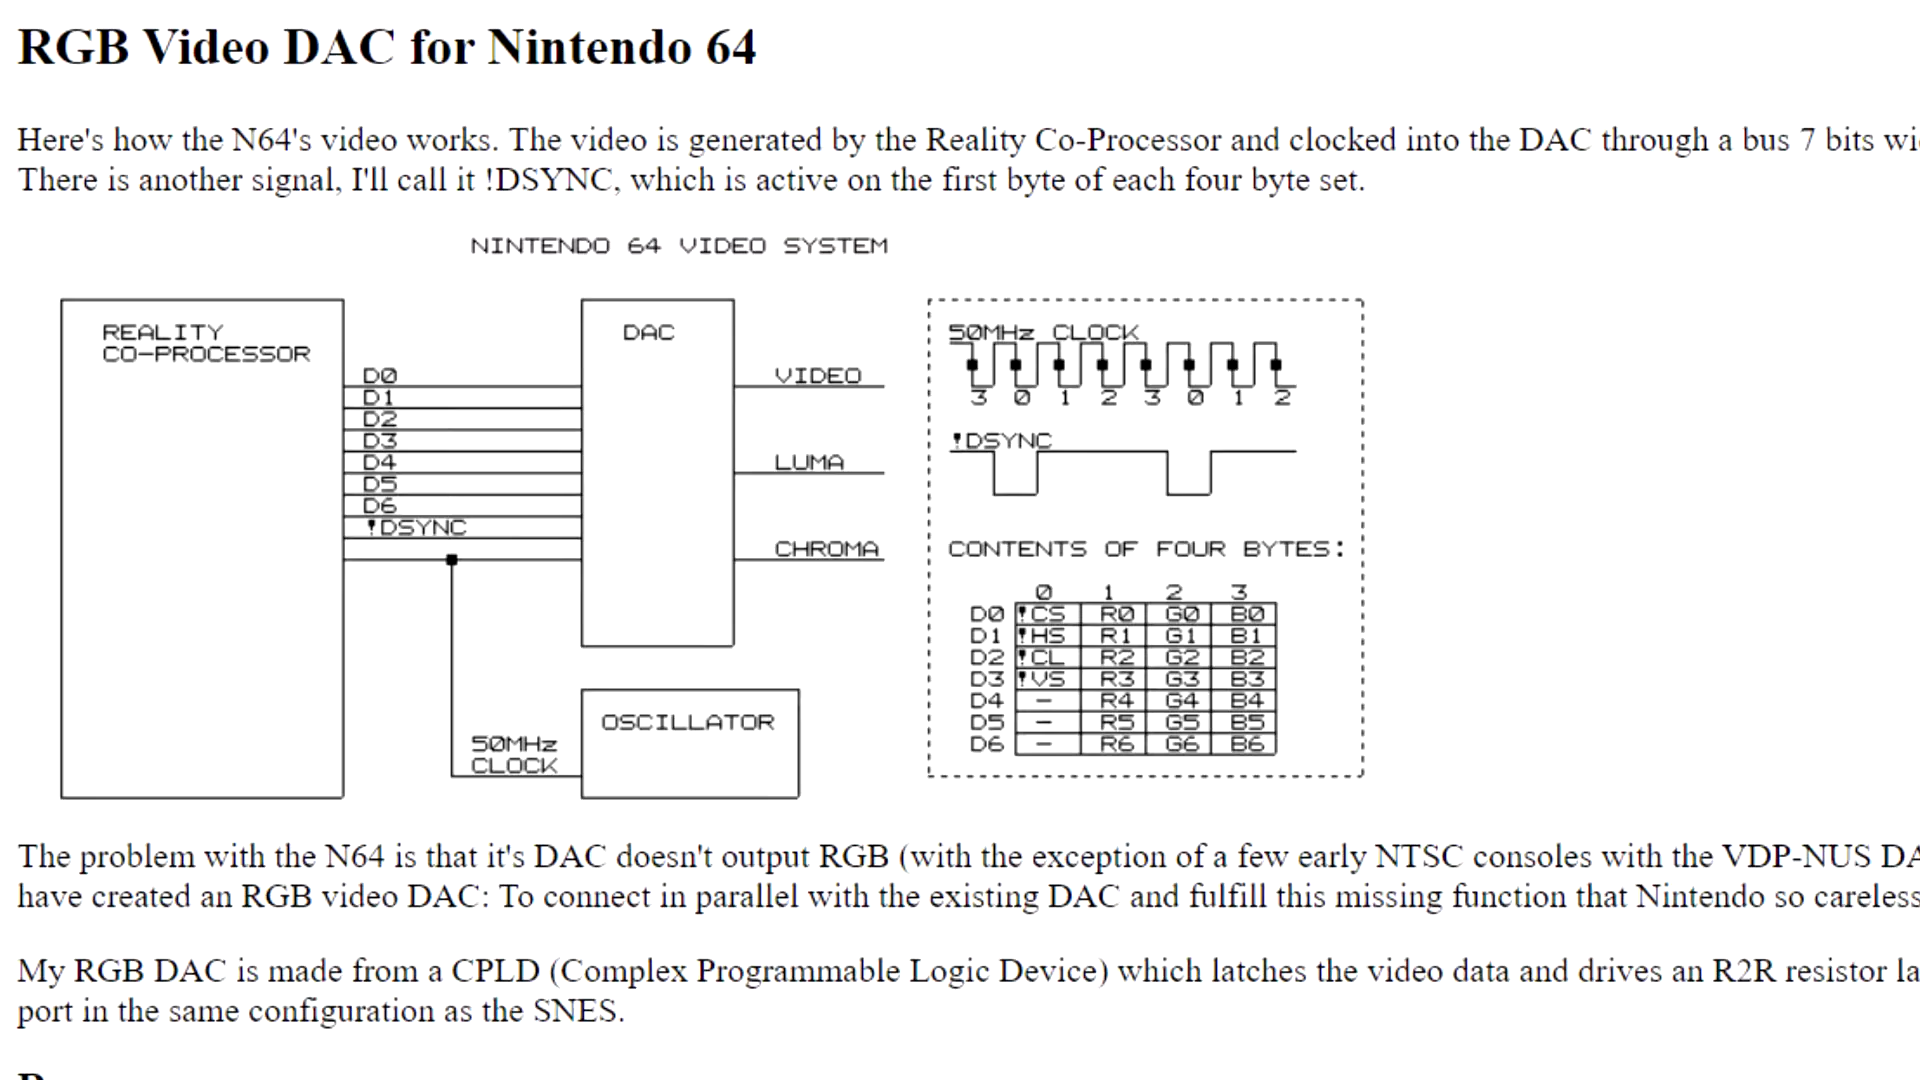 RGB Video DAC for Nintendo 64
Here's how the N64's video works. The video is generated by the Reality Co-Processor and clocked into the DAC through a bus 7 bits
There is another signal, I'll call it !DSYNC, which is active on the first byte of each four byte set.
NINTENDO 64 VIDEO SYSTEM
REALITY
CO-PROCESSOR
D0
D1
D2
D3
D4
D5
D6
!DSYNC
DAC
VIDEO
LUMA
CHROMA
OSCILLATOR
50MHz
CLOCK
50MHz CLOCK
3 0 1 2 3 0 1 2
!DSYNC
CONTENTS OF FOUR BYTES:
0 1 2 3
D0 !CS R0 G0 B0
D1 !HS R1 G1 B1
D2 !CL R2 G2 B2
D3 !VS R3 G3 B3
D4 - R4 G4 B4
D5 - R5 G5 B5
D6 - R6 G6 B6
The problem with the N64 is that it's DAC doesn't output RGB (with the exception of a few early NTSC consoles with the VDP-NUS
have created an RGB video DAC: To connect in parallel with the existing DAC and fulfill this missing function that Nintendo so
My RGB DAC is made from a CPLD (Complex Programmable Logic Device) which latches the video data and drives an R2R resistor
port in the same configuration as the SNES.